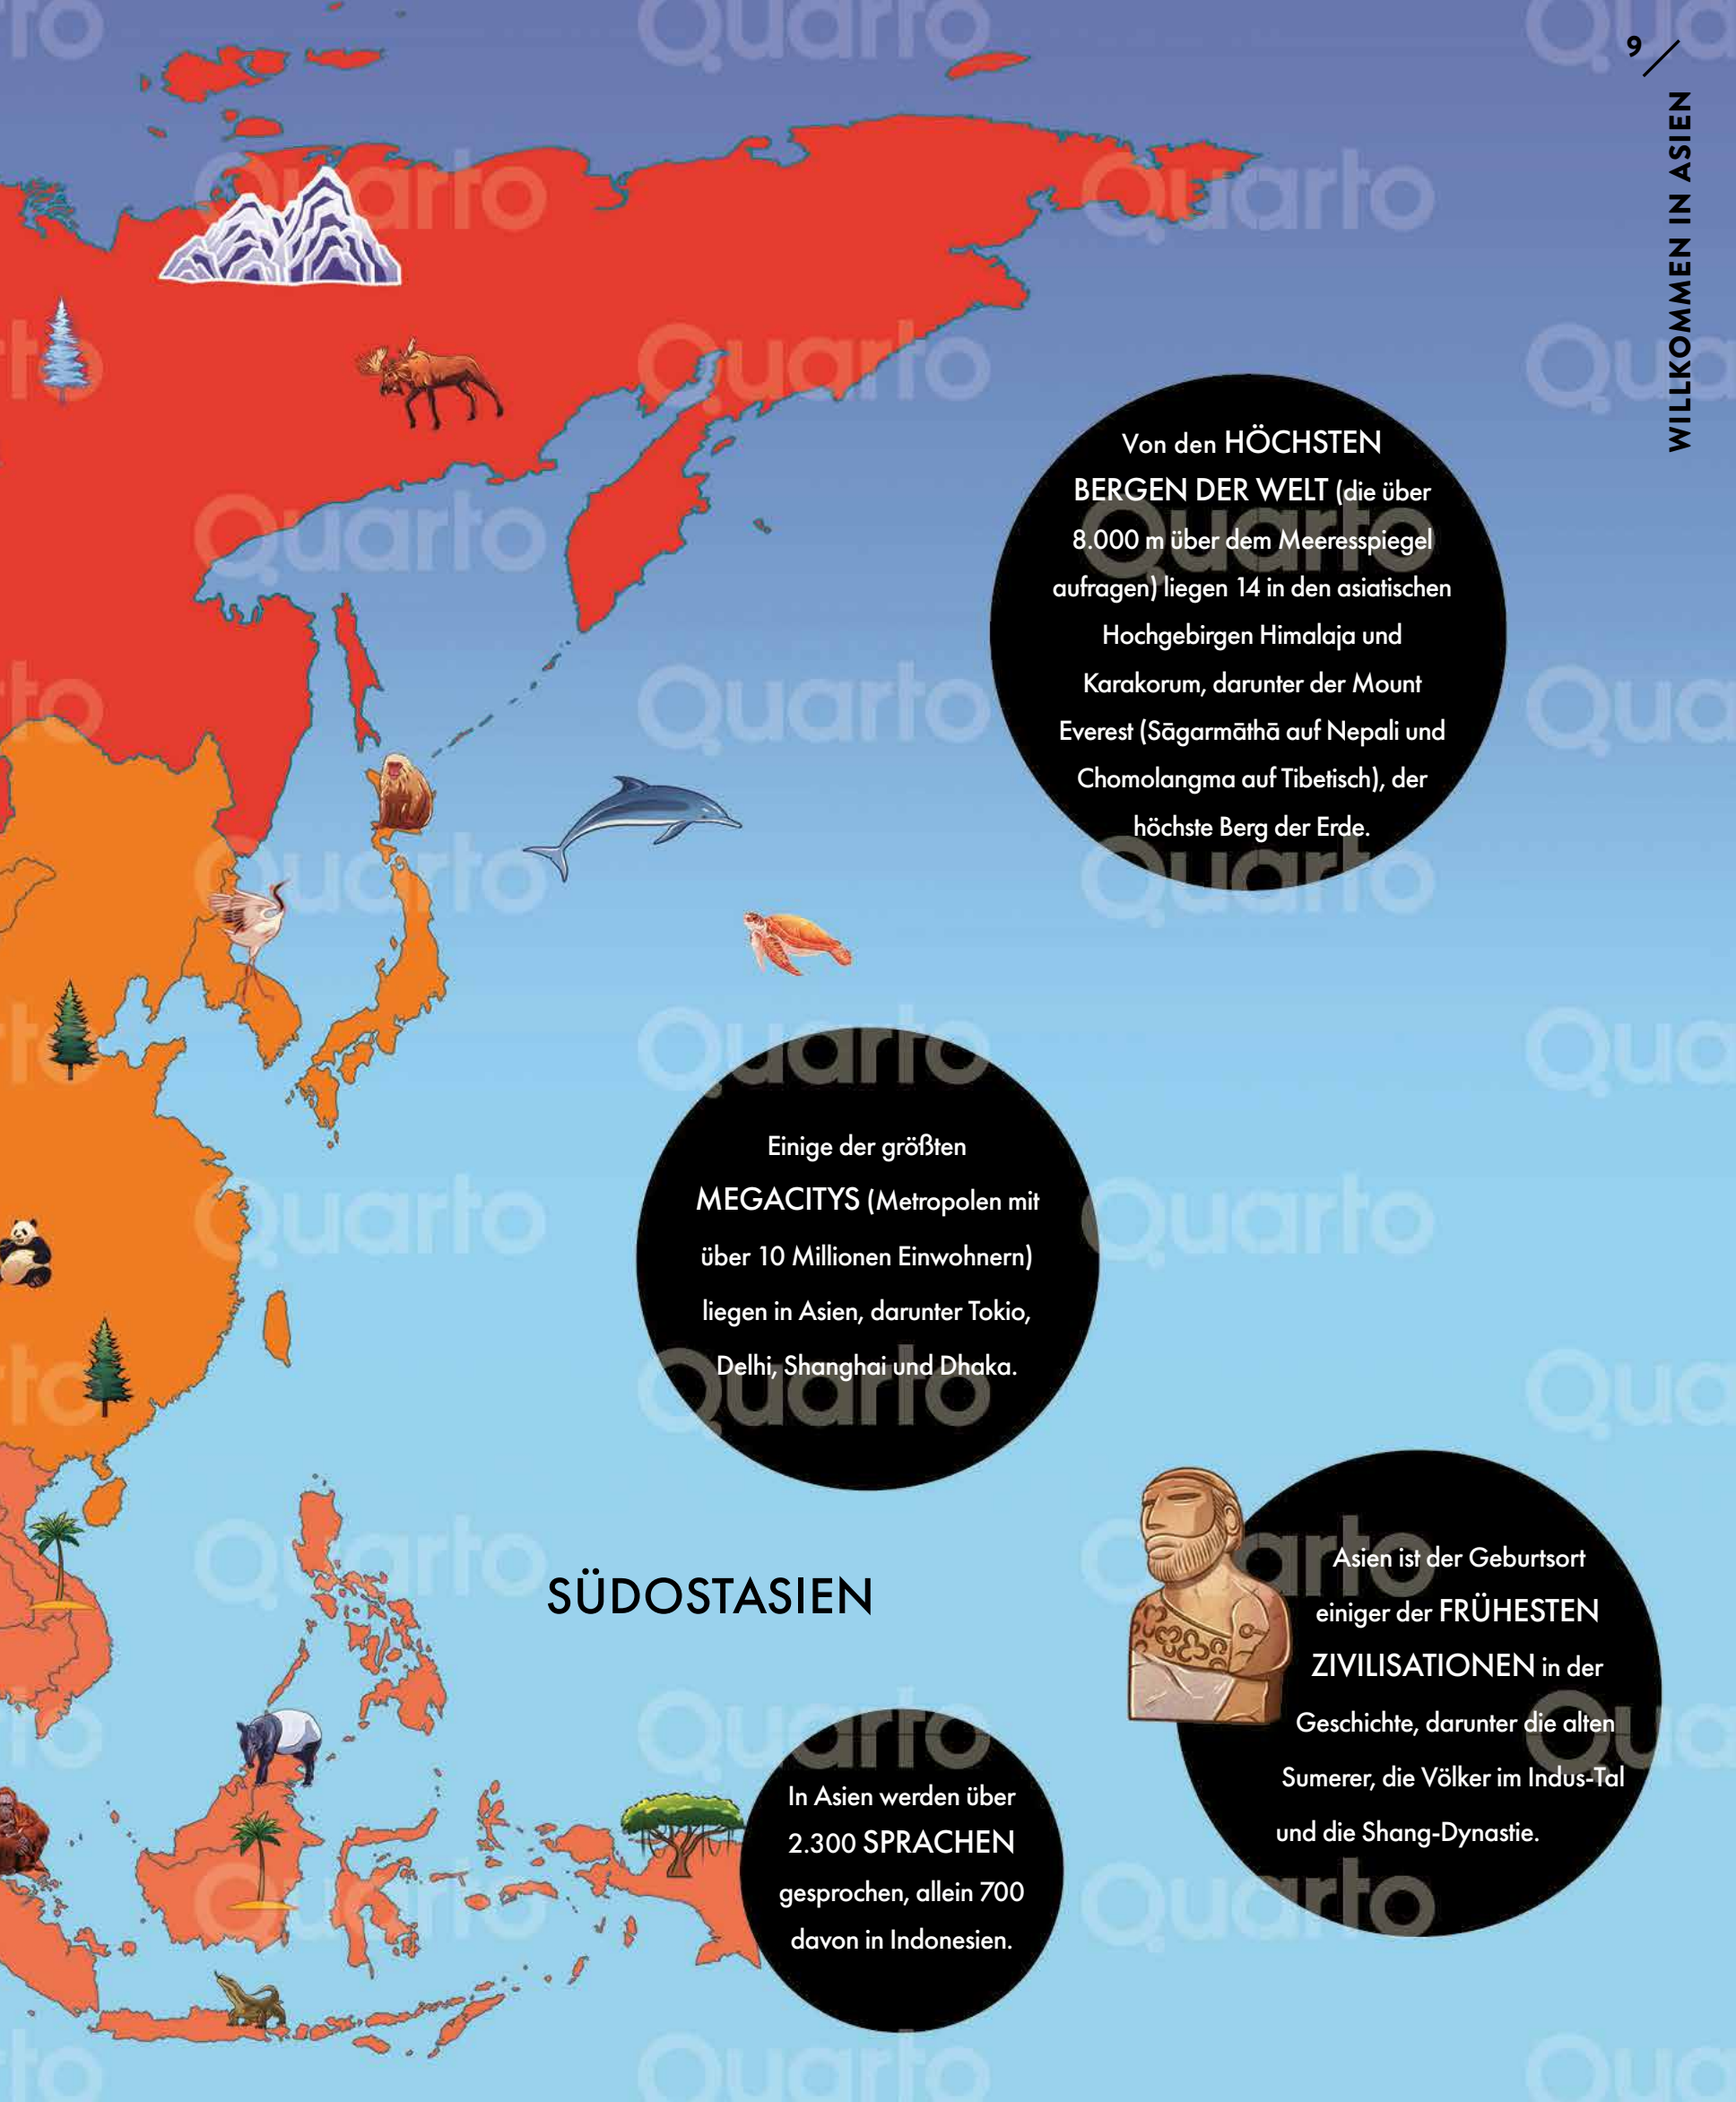 9
WILLKOMMEN IN ASIEN
Von den HÖCHSTEN
BERGEN DER WELT (die über
8.000 m über dem Meeresspiegel
aufragen) liegen 14 in den asiatischen
Hochgebirgen Himalaja und
Karakorum, darunter der Mount
Everest (Sāgarmāthā auf Nepali und
Chomolangma auf Tibetisch), der
höchste Berg der Erde.
Einige der größten
MEGACITYS (Metropolen mit
über 10 Millionen Einwohnern)
liegen in Asien, darunter Tokio,
Delhi, Shanghai und Dhaka.
SÜDOSTASIEN
Asien ist der Geburtsort
einiger der FRÜHESTEN
ZIVILISATIONEN in der
Geschichte, darunter die alten
Sumerer, die Völker im Indus-Tal
und die Shang-Dynastie.
In Asien werden über
2.300 SPRACHEN
gesprochen, allein 700
davon in Indonesien.
Quarto